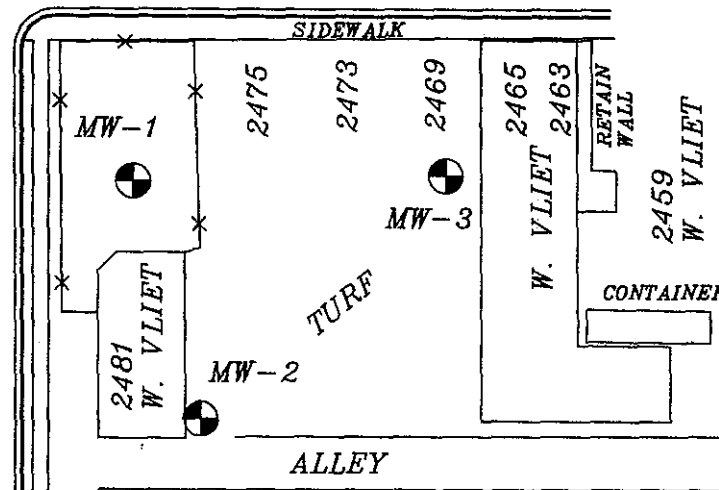 SIDEWALK
2475
2473
2469
2465
2463
W. VLIET
RETAIN
WALL
2459
W. VLIET
MW-1
MW-3
CONTAINER
TURF
2481
W. VLIET
MW-2
ALLEY